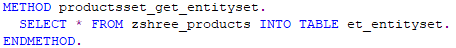 METHOD productsset_get_entityset.
SELECT * FROM zshree_products INTO TABLE et_entityset.
ENDMETHOD.